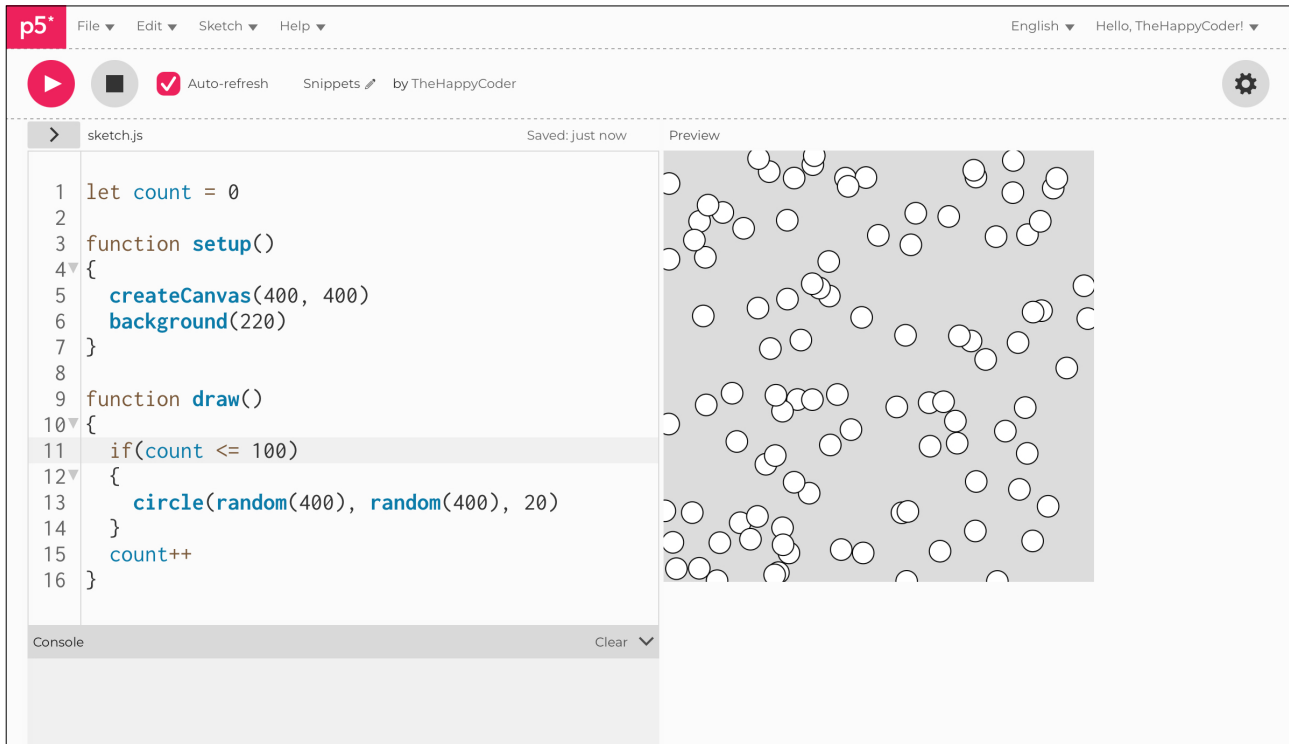 p5* File Edit Sketch Help English Hello, TheHappyCoder!
Auto-refresh Snippets by TheHappyCoder
sketch.js Saved: just now Preview
1 let count = 0
2
3 function setup()
4 {
5   createCanvas(400, 400)
6   background(220)
7 }
8
9 function draw()
10 {
11   if(count <= 100)
12   {
13     circle(random(400), random(400), 20)
14   }
15   count++
16 }
Console Clear